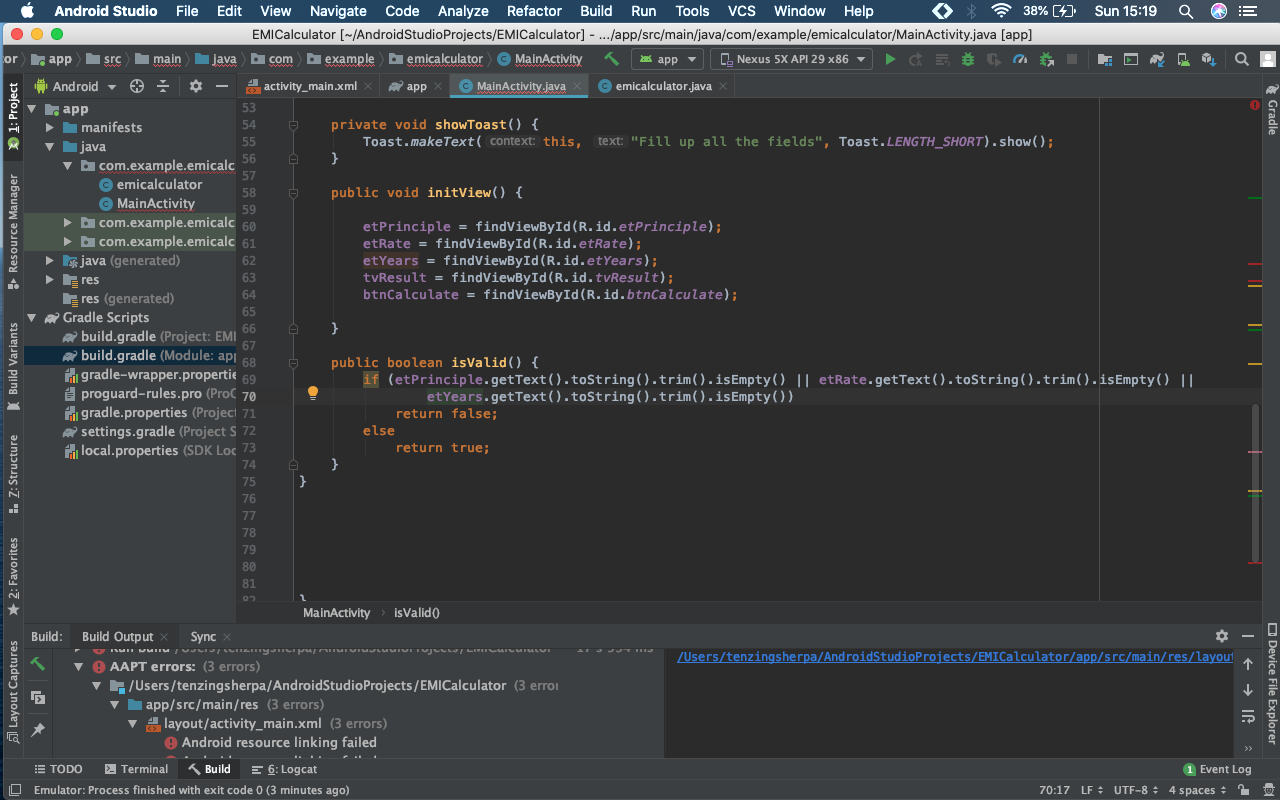 Android Studio File Edit View Navigate Code Analyze Refactor Build Run Tools VCS Window Help 38% Sun 15:19
EMICalculator [~/AndroidStudioProjects/EMICalculator] - .../app/src/main/java/com/example/emicalculator/MainActivity.java [app]
or app src main java com example emicalculator MainActivity app Nexus 5X API 29 x86
Android activity_main.xml app MainActivity.java emicalculator.java
1: Project
Resource Manager
Build Variants
Z: Structure
2: Favorites
Layout Captures
app
manifests
java
com.example.emicalc
emicalculator
MainActivity
com.example.emicalc
com.example.emicalc
java (generated)
res
res (generated)
Gradle Scripts
build.gradle (Project: EMI
build.gradle (Module: app
gradle-wrapper.propertie
proguard-rules.pro (ProC
gradle.properties (Project
settings.gradle (Project S
local.properties (SDK Loc
53
54 private void showToast() {
55 Toast.makeText( context: this, text: "Fill up all the fields", Toast.LENGTH_SHORT).show();
56 }
57
58 public void initView() {
59
60 etPrinciple = findViewById(R.id.etPrinciple);
61 etRate = findViewById(R.id.etRate);
62 etYears = findViewById(R.id.etYears);
63 tvResult = findViewById(R.id.tvResult);
64 btnCalculate = findViewById(R.id.btnCalculate);
65
66 }
67
68 public boolean isValid() {
69 if (etPrinciple.getText().toString().trim().isEmpty() || etRate.getText().toString().trim().isEmpty() ||
70 etYears.getText().toString().trim().isEmpty())
71 return false;
72 else
73 return true;
74 }
75 }
76
77
78
79
80
81
82 }
MainActivity › isValid()
Gradle
Device File Explorer
Build: Build Output Sync
/Users/tenzingsherpa/AndroidStudioProjects/EMICalculator/app/src/main/res/layout
AAPT errors: (3 errors)
/Users/tenzingsherpa/AndroidStudioProjects/EMICalculator (3 error
app/src/main/res (3 errors)
layout/activity_main.xml (3 errors)
Android resource linking failed
TODO Terminal Build 6: Logcat 1 Event Log
Emulator: Process finished with exit code 0 (3 minutes ago) 70:17 LF UTF-8 4 spaces